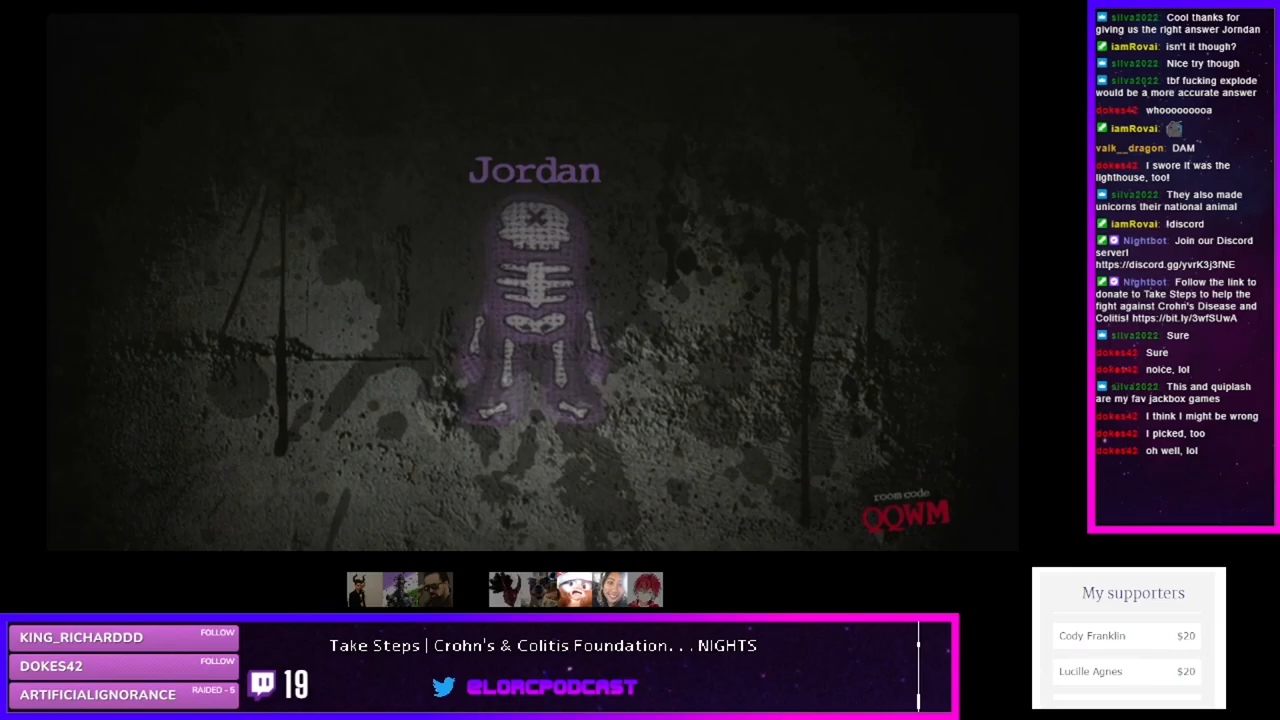 Jordan
room code
QQWM
silva2022: Cool thanks for
giving us the right answer Jorndan
iamRovai: isn't it though?
silva2022: Nice try though
silva2022: tbf fucking explode
would be a more accurate answer
dokes42: whooooooooa
iamRovai:
valk__dragon: DAM
dokes42: I swore it was the
lighthouse, too!
silva2022: They also made
unicorns their national animal
iamRovai: !discord
Nightbot: Join our Discord
server!
https://discord.gg/yvrK3j3fNE
Nightbot: Follow the link to
donate to Take Steps to help the
fight against Crohn's Disease and
Colitis! https://bit.ly/3wfSUwA
silva2022: Sure
dokes42: Sure
dokes42: noice, lol
silva2022: This and quiplash
are my fav jackbox games
dokes42: I think I might be wrong
dokes42: I picked, too
dokes42: oh well, lol
KING_RICHARDDD FOLLOW
DOKES42 FOLLOW
ARTIFICIALIGNORANCE RAIDED - 5
19
Take Steps | Crohn's & Colitis Foundation. . . NIGHTS
@LORCPODCAST
My supporters
Cody Franklin $20
Lucille Agnes $20